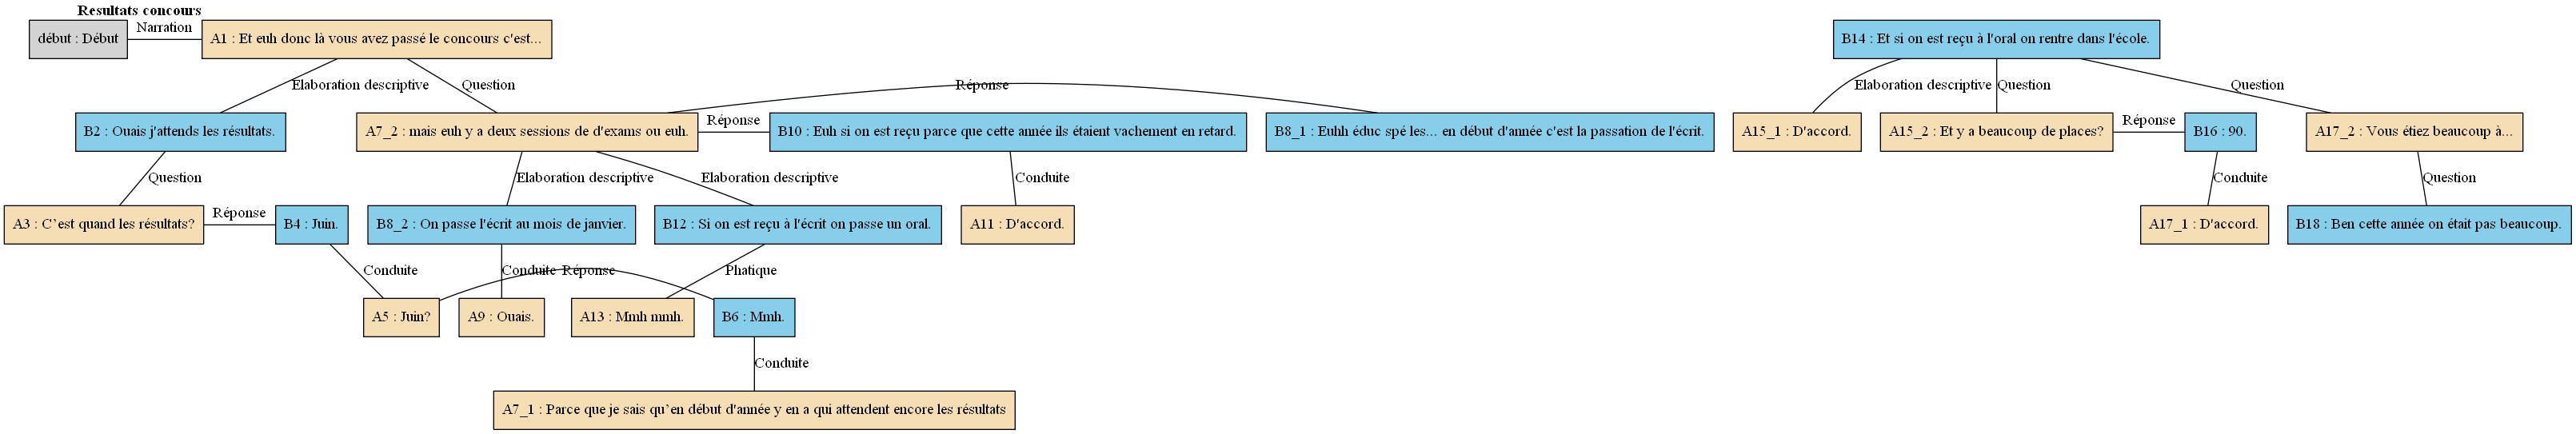 Resultats concours
début : Début
Narration
A1 : Et euh donc là vous avez passé le concours c'est...
B14 : Et si on est reçu à l'oral on rentre dans l'école.
Elaboration descriptive
Question
Réponse
Elaboration descriptive
Question
Question
B2 : Ouais j'attends les résultats.
A7_2 : mais euh y a deux sessions de d'exams ou euh.
Réponse
B10 : Euh si on est reçu parce que cette année ils étaient vachement en retard.
B8_1 : Euhh éduc spé les... en début d'année c'est la passation de l'écrit.
A15_1 : D'accord.
A15_2 : Et y a beaucoup de places?
Réponse
B16 : 90.
A17_2 : Vous étiez beaucoup à...
Question
Elaboration descriptive
Elaboration descriptive
Conduite
Conduite
Question
A3 : C’est quand les résultats?
Réponse
B4 : Juin.
B8_2 : On passe l'écrit au mois de janvier.
B12 : Si on est reçu à l'écrit on passe un oral.
A11 : D'accord.
A17_1 : D'accord.
B18 : Ben cette année on était pas beaucoup.
Conduite
Conduite
Réponse
Phatique
A5 : Juin?
A9 : Ouais.
A13 : Mmh mmh.
B6 : Mmh.
Conduite
A7_1 : Parce que je sais qu’en début d'année y en a qui attendent encore les résultats